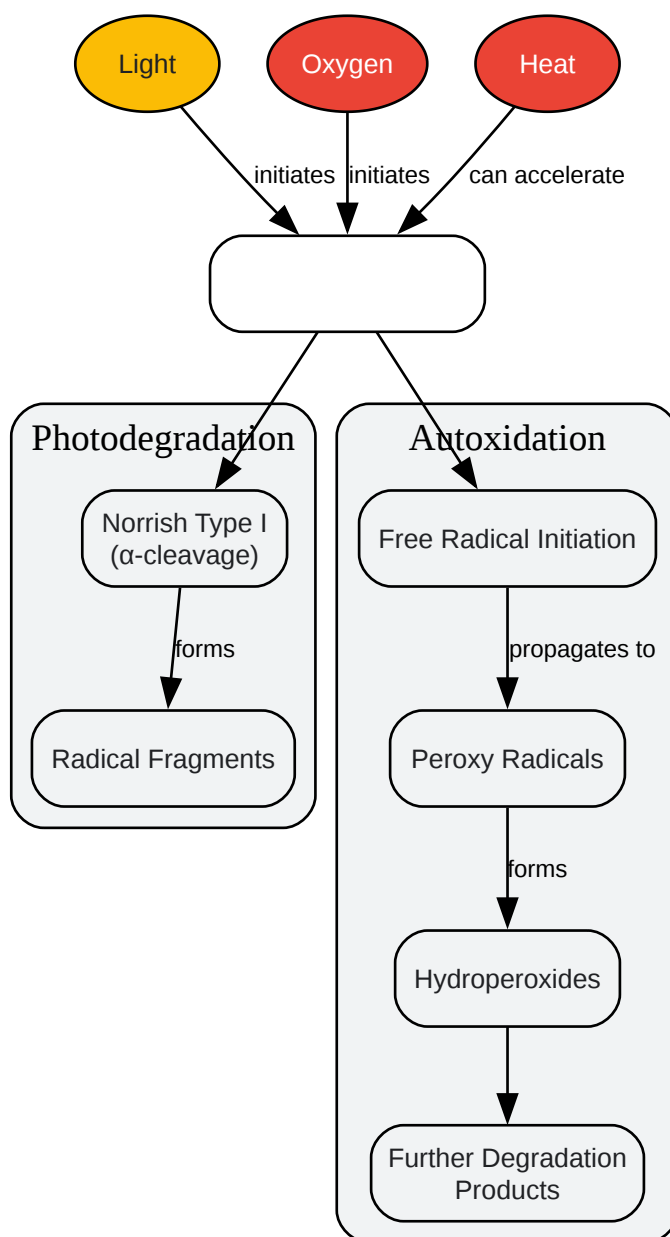 Light
Oxygen
Heat
initiates
initiates
can accelerate
Photodegradation
Autoxidation
Norrish Type I
(α-cleavage)
Free Radical Initiation
forms
propagates to
Radical Fragments
Peroxy Radicals
forms
Hydroperoxides
Further Degradation
Products